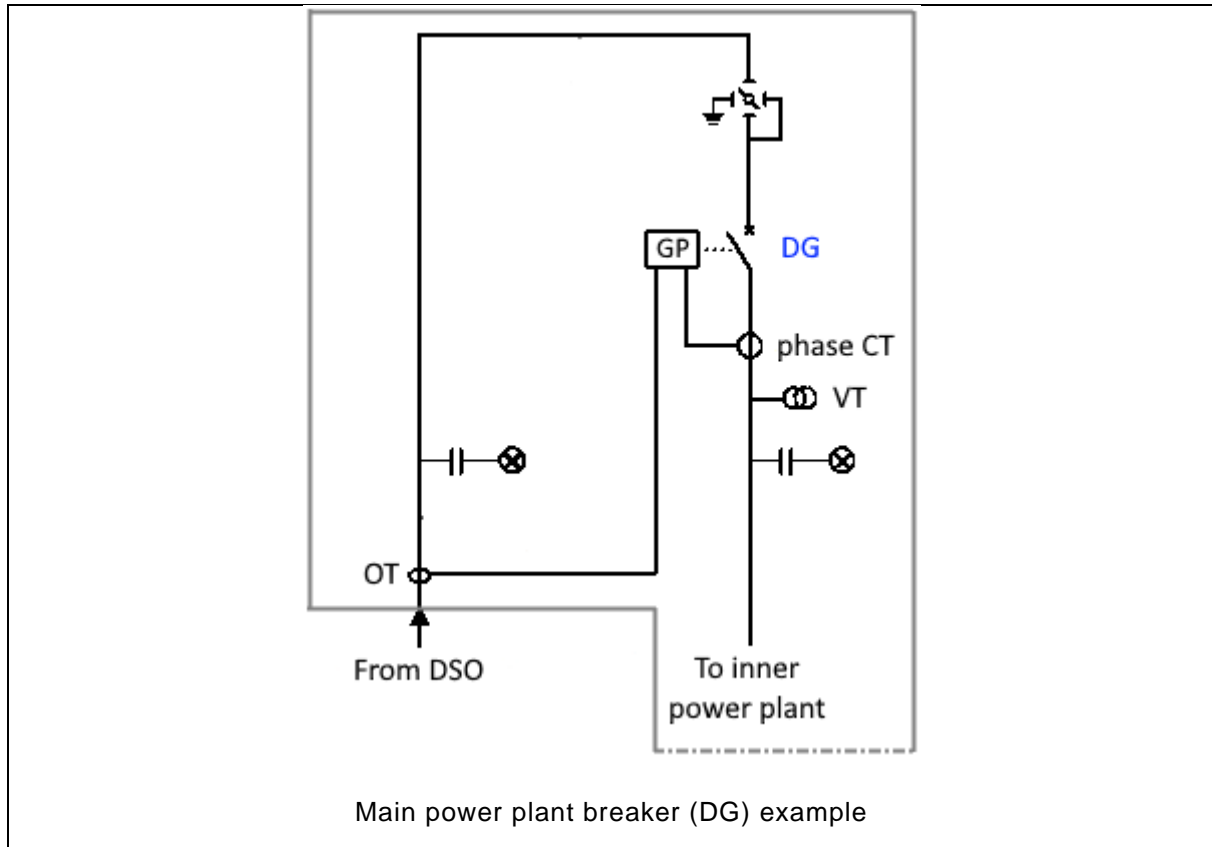 GP
DG
phase CT
VT
OT
From DSO
To inner
power plant
Main power plant breaker (DG) example